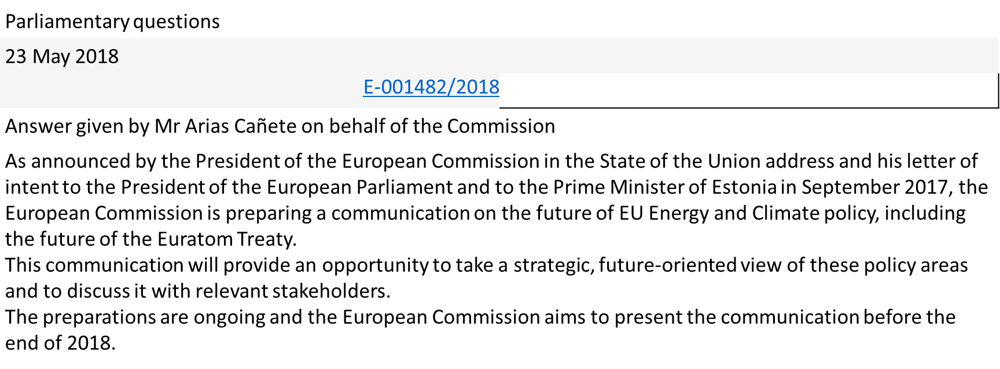 Parliamentary questions
23 May 2018
E-001482/2018
Answer given by Mr Arias Cañete on behalf of the Commission
As announced by the President of the European Commission in the State of the Union address and his letter of
intent to the President of the European Parliament and to the Prime Minister of Estonia in September 2017, the
European Commission is preparing a communication on the future of EU Energy and Climate policy, including
the future of the Euratom Treaty.
This communication will provide an opportunity to take a strategic, future-oriented view of these policy areas
and to discuss it with relevant stakeholders.
The preparations are ongoing and the European Commission aims to present the communication before the
end of 2018.